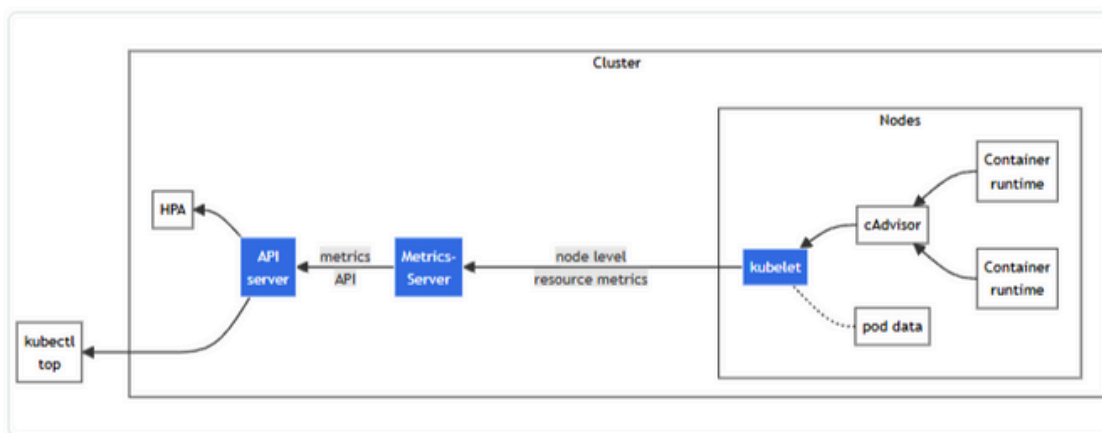 Cluster
Nodes
Container
runtime
cAdvisor
HPA
API
server
metrics
API
Metrics-
Server
node level
resource metrics
kubelet
Container
runtime
pod data
kubectl
top